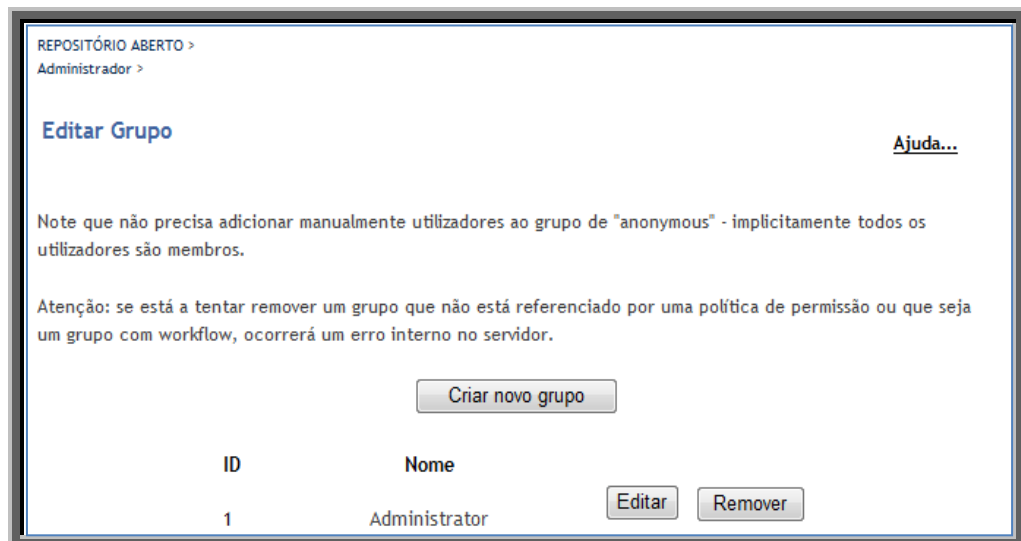 REPOSITÓRIO ABERTO >
Administrador >
Editar Grupo
Ajuda...
Note que não precisa adicionar manualmente utilizadores ao grupo de "anonymous" - implicitamente todos os
utilizadores são membros.
Atenção: se está a tentar remover um grupo que não está referenciado por uma política de permissão ou que seja
um grupo com workflow, ocorrerá um erro interno no servidor.
Criar novo grupo
ID Nome
1 Administrator Editar Remover